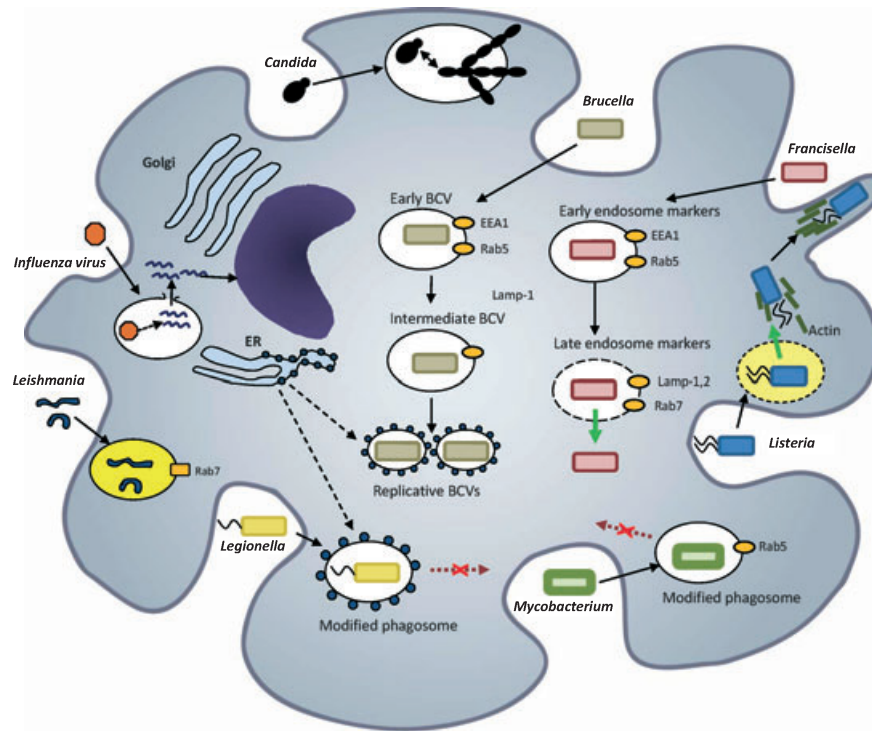 Candida
Brucella
Francisella
Golgi
Early BCV
EEA1
Rab5
Early endosome markers
EEA1
Rab5
Influenza virus
Lamp-1
Intermediate BCV
ER
Late endosome markers
Actin
Leishmania
Lamp-1,2
Rab7
Listeria
Rab7
Replicative BCVs
Legionella
Rab5
Mycobacterium
Modified phagosome
Modified phagosome